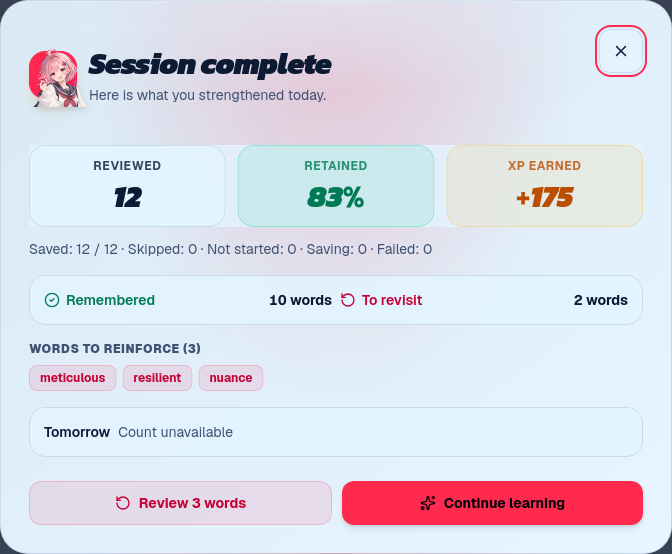 Session complete
Here is what you strengthened today.
REVIEWED
12
RETAINED
83%
XP EARNED
+175
Saved: 12 / 12 · Skipped: 0 · Not started: 0 · Saving: 0 · Failed: 0
Remembered 10 words To revisit 2 words
WORDS TO REINFORCE (3)
meticulous resilient nuance
Tomorrow Count unavailable
Review 3 words Continue learning